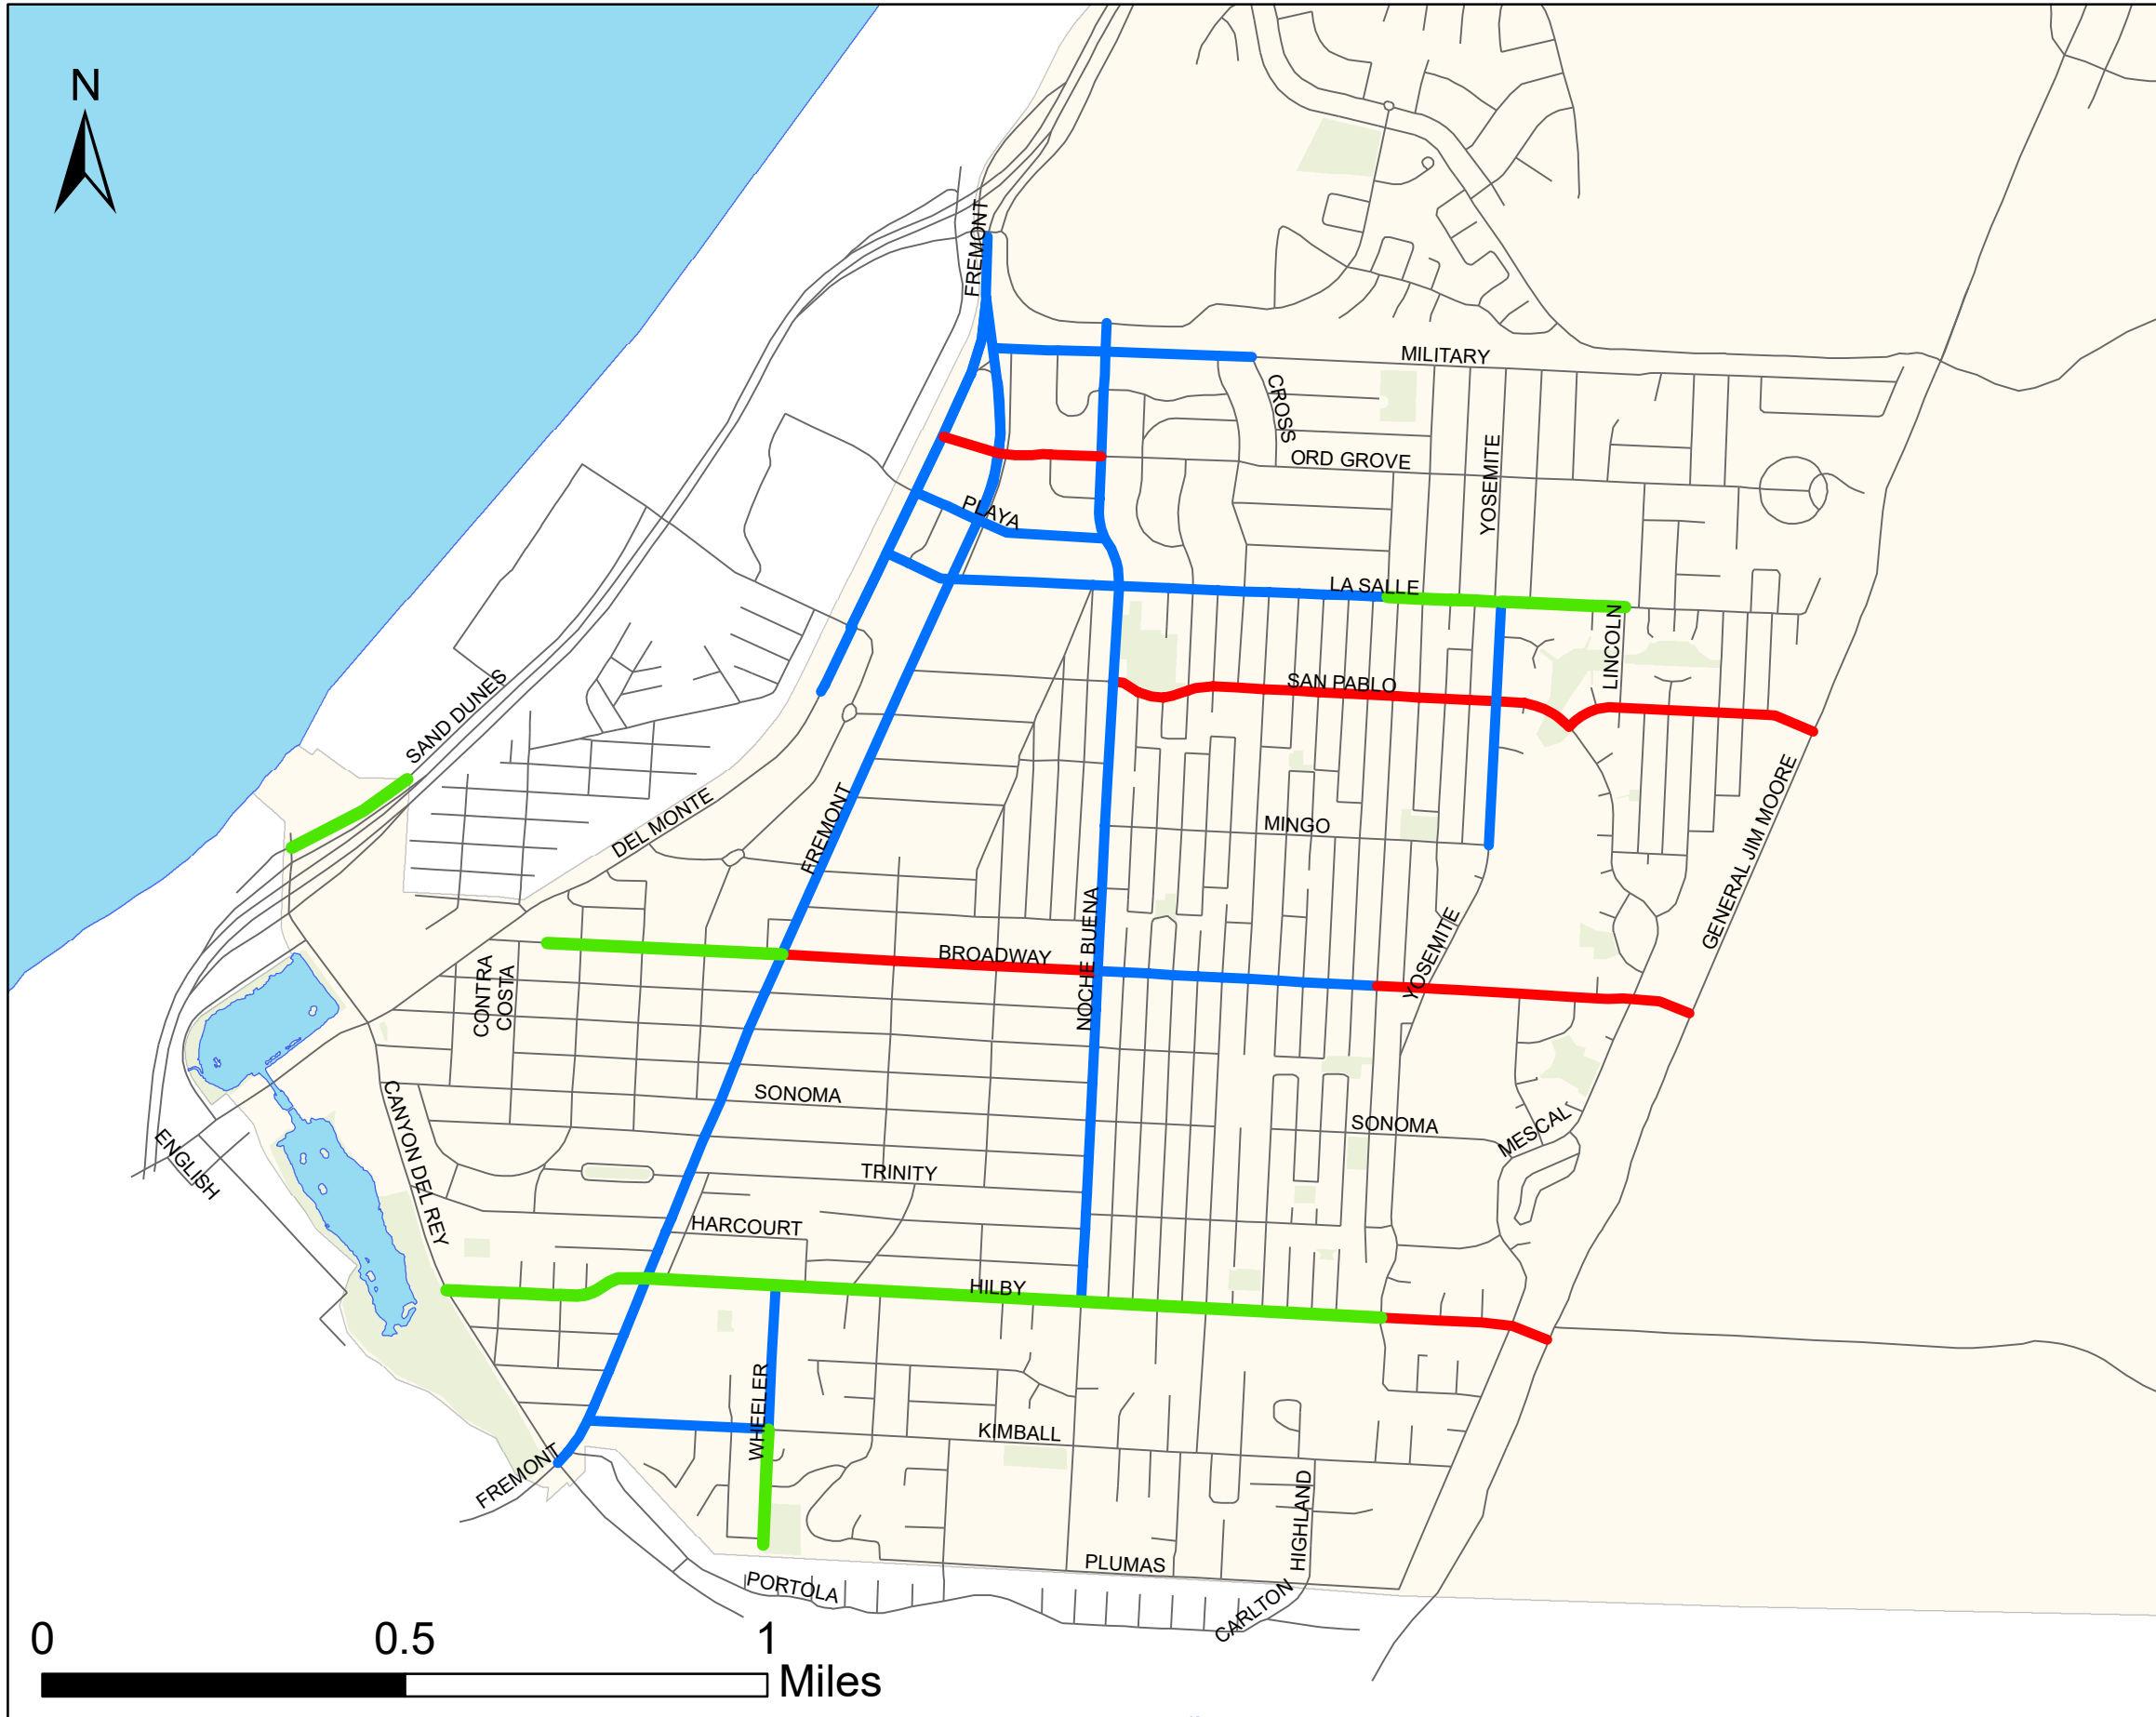 N
FREMONT
MILITARY
CROSS
ORD GROVE
YOSEMITE
PLAYA
LA SALLE
LINCOLN
SAND DUNES
SAN PABLO
DEL MONTE
FREMONT
MINGO
GENERAL JIM MOORE
NOCHE BUENA
BROADWAY
YOSEMITE
CONTRA
COSTA
CANYON DEL REY
SONOMA
SONOMA
MESCAL
ENGLISH
TRINITY
HARCOURT
HILBY
WHEELER
KIMBALL
FREMONT
HIGHLAND
PLUMAS
PORTOLA
CARLTON
0 0.5 1
Miles